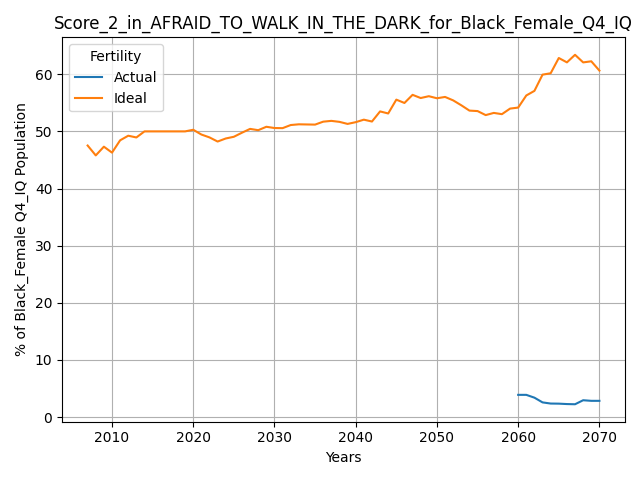 Score_2_in_AFRAID_TO_WALK_IN_THE_DARK_for_Black_Female_Q4_IQ
Fertility
Actual
Ideal
% of Black_Female Q4_IQ Population
60
50
40
30
20
10
0
2010 2020 2030 2040 2050 2060 2070
Years